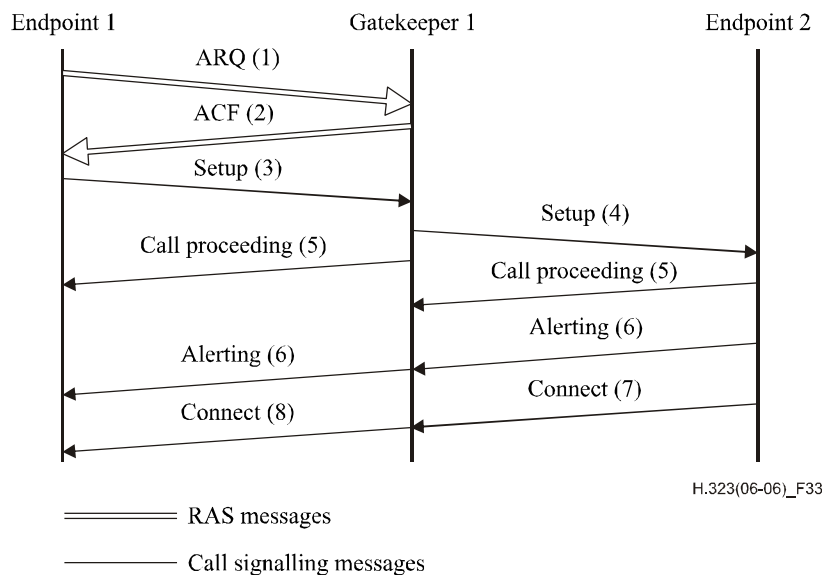 Endpoint 1 Gatekeeper 1 Endpoint 2
ARQ (1)
ACF (2)
Setup (3)
Setup (4)
Call proceeding (5)
Call proceeding (5)
Alerting (6)
Alerting (6)
Connect (7)
Connect (8)
H.323(06-06)_F33
RAS messages
Call signalling messages